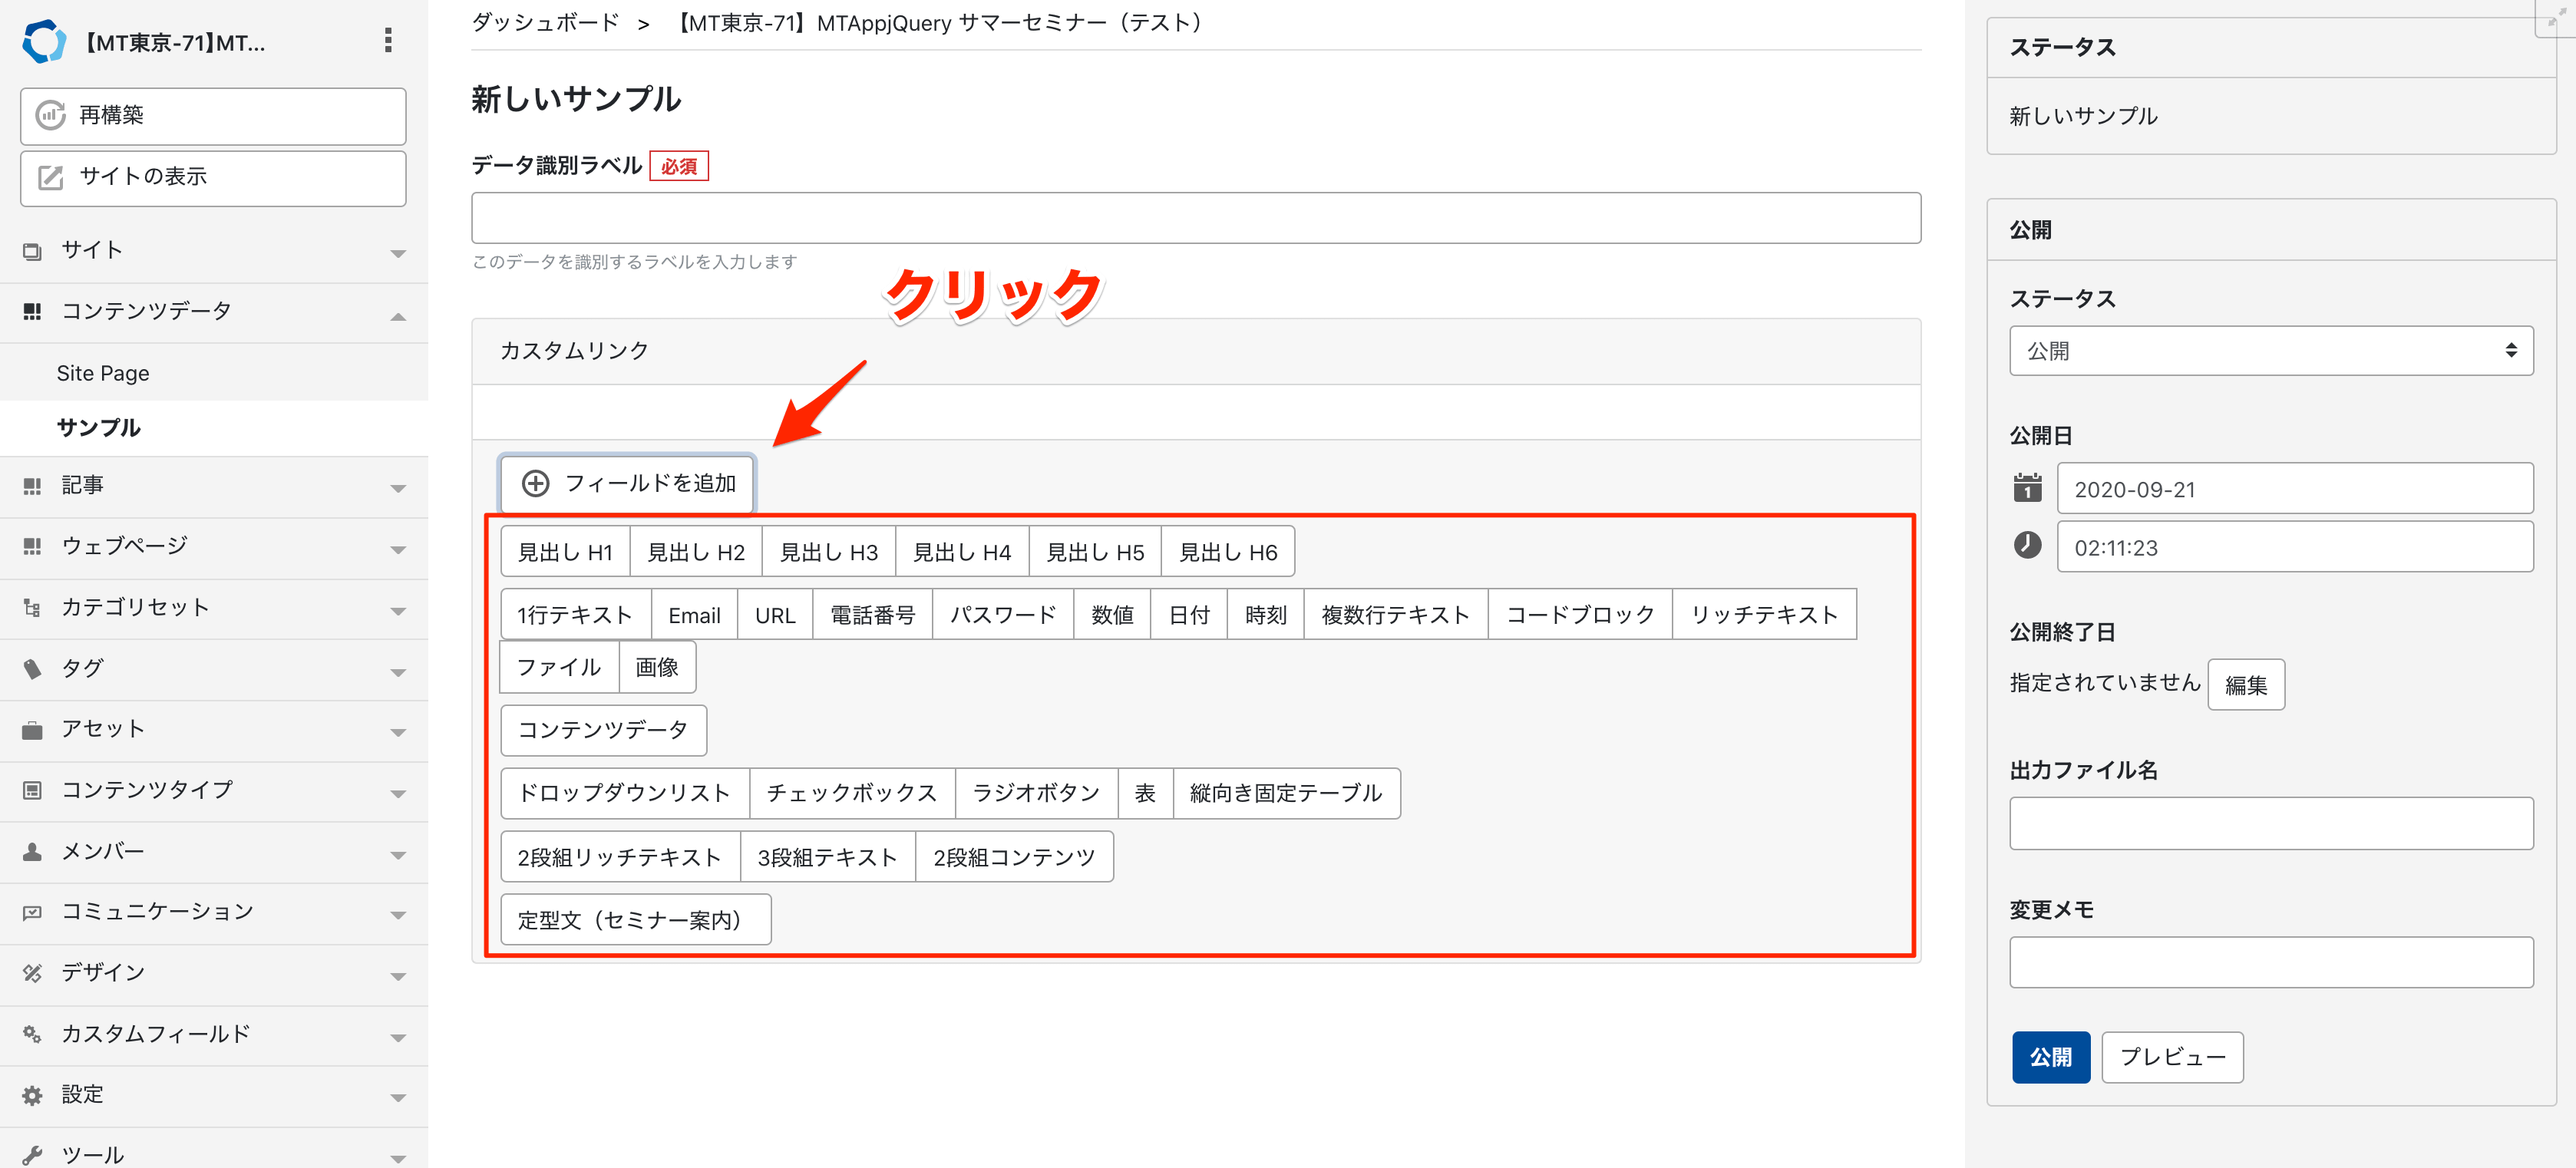 【MT東京-71】MT...
再構築
サイトの表示
サイト
コンテンツデータ
Site Page
サンプル
記事
ウェブページ
カテゴリセット
タグ
アセット
コンテンツタイプ
メンバー
コミュニケーション
デザイン
カスタムフィールド
設定
ツール
ダッシュボード > 【MT東京-71】MTAppjQuery サマーセミナー（テスト）
新しいサンプル
データ識別ラベル 必須
このデータを識別するラベルを入力します
クリック
カスタムリンク
フィールドを追加
見出し H1 見出し H2 見出し H3 見出し H4 見出し H5 見出し H6
1行テキスト Email URL 電話番号 パスワード 数値 日付 時刻 複数行テキスト コードブロック リッチテキスト
ファイル 画像
コンテンツデータ
ドロップダウンリスト チェックボックス ラジオボタン 表 縦向き固定テーブル
2段組リッチテキスト 3段組テキスト 2段組コンテンツ
定型文（セミナー案内）
ステータス
新しいサンプル
公開
ステータス
公開
公開日
1 2020-09-21
02:11:23
公開終了日
指定されていません 編集
出力ファイル名
変更メモ
公開 プレビュー